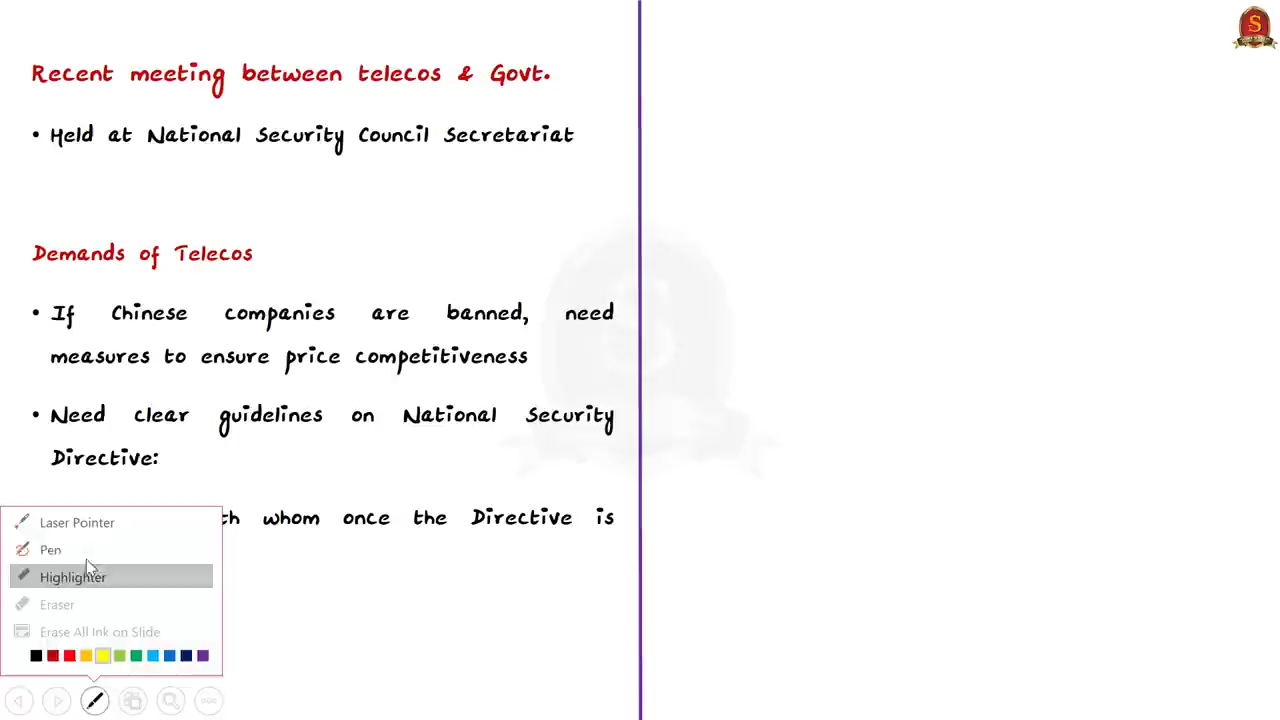 Recent meeting between telecos & Govt.
• Held at National Security Council Secretariat
Demands of Telecos
• If Chinese companies are banned, need
measures to ensure price competitiveness
• Need clear guidelines on National Security
Directive:
whom once the Directive is
Laser Pointer
Pen
Highlighter
Eraser
Erase All Ink on Slide
S